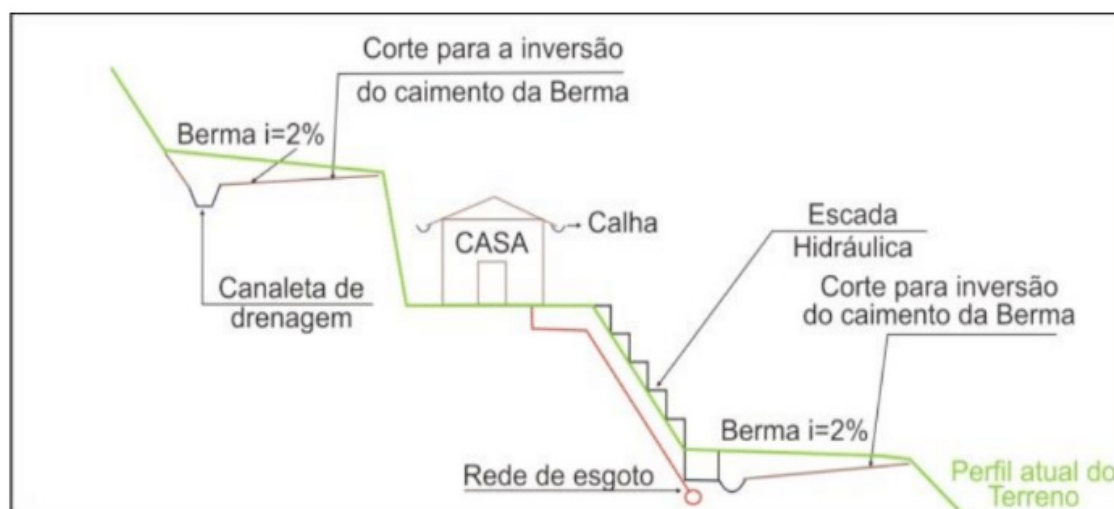 Corte para a inversão
do caimento da Berma
Berma i=2%
Calha
CASA
Escada
Hidráulica
Canaleta de
drenagem
Corte para inversão
do caimento da Berma
Berma i=2%
Rede de esgoto
Perfil atual do
Terreno